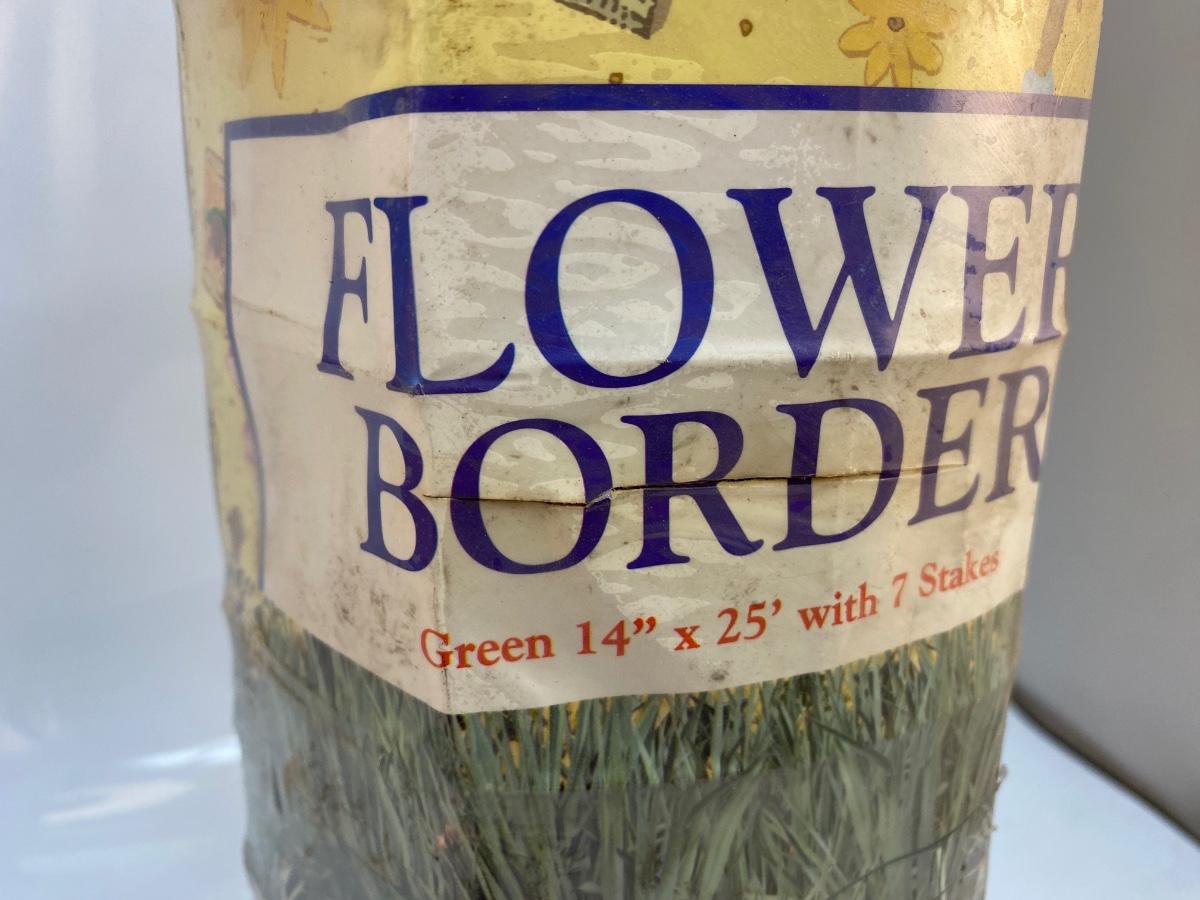 FLOWER
BORDER
Green 14” x 25’ with 7 Stakes